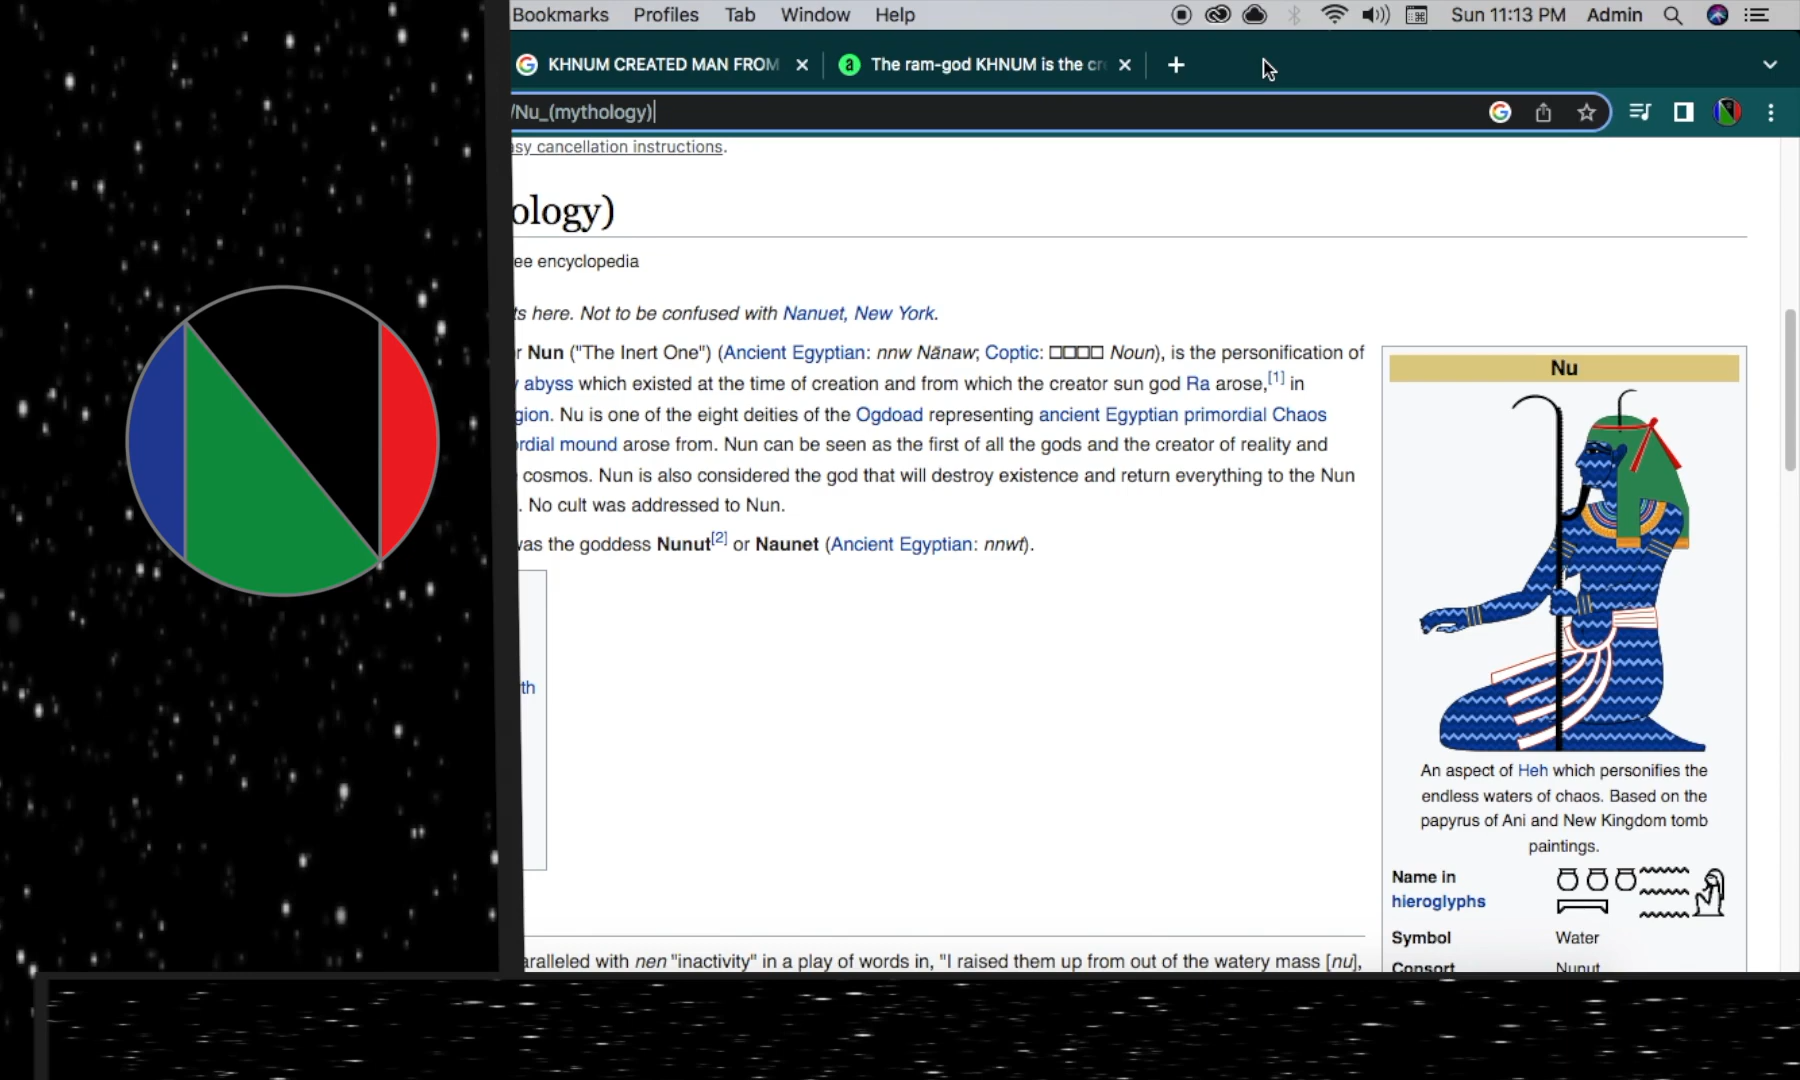 Bookmarks Profiles Tab Window Help Sun 11:13 PM Admin
KHNUM CREATED MAN FROM The ram-god KHNUM is the
/Nu_(mythology)
sy cancellation instructions.
ology)
ee encyclopedia
ts here. Not to be confused with Nanuet, New York.
r Nun ("The Inert One") (Ancient Egyptian: nnw Nānaw; Coptic: □□□□ Noun), is the personification of
y abyss which existed at the time of creation and from which the creator sun god Ra arose,[1] in
gion. Nu is one of the eight deities of the Ogdoad representing ancient Egyptian primordial Chaos
rdial mound arose from. Nun can be seen as the first of all the gods and the creator of reality and
cosmos. Nun is also considered the god that will destroy existence and return everything to the Nun
. No cult was addressed to Nun.
was the goddess Nunut[2] or Naunet (Ancient Egyptian: nnwt).
th
aralleled with nen "inactivity" in a play of words in, "I raised them up from out of the watery mass [nu],
Nu
An aspect of Heh which personifies the
endless waters of chaos. Based on the
papyrus of Ani and New Kingdom tomb
paintings.
Name in
hieroglyphs
Symbol Water
Consort Nunut